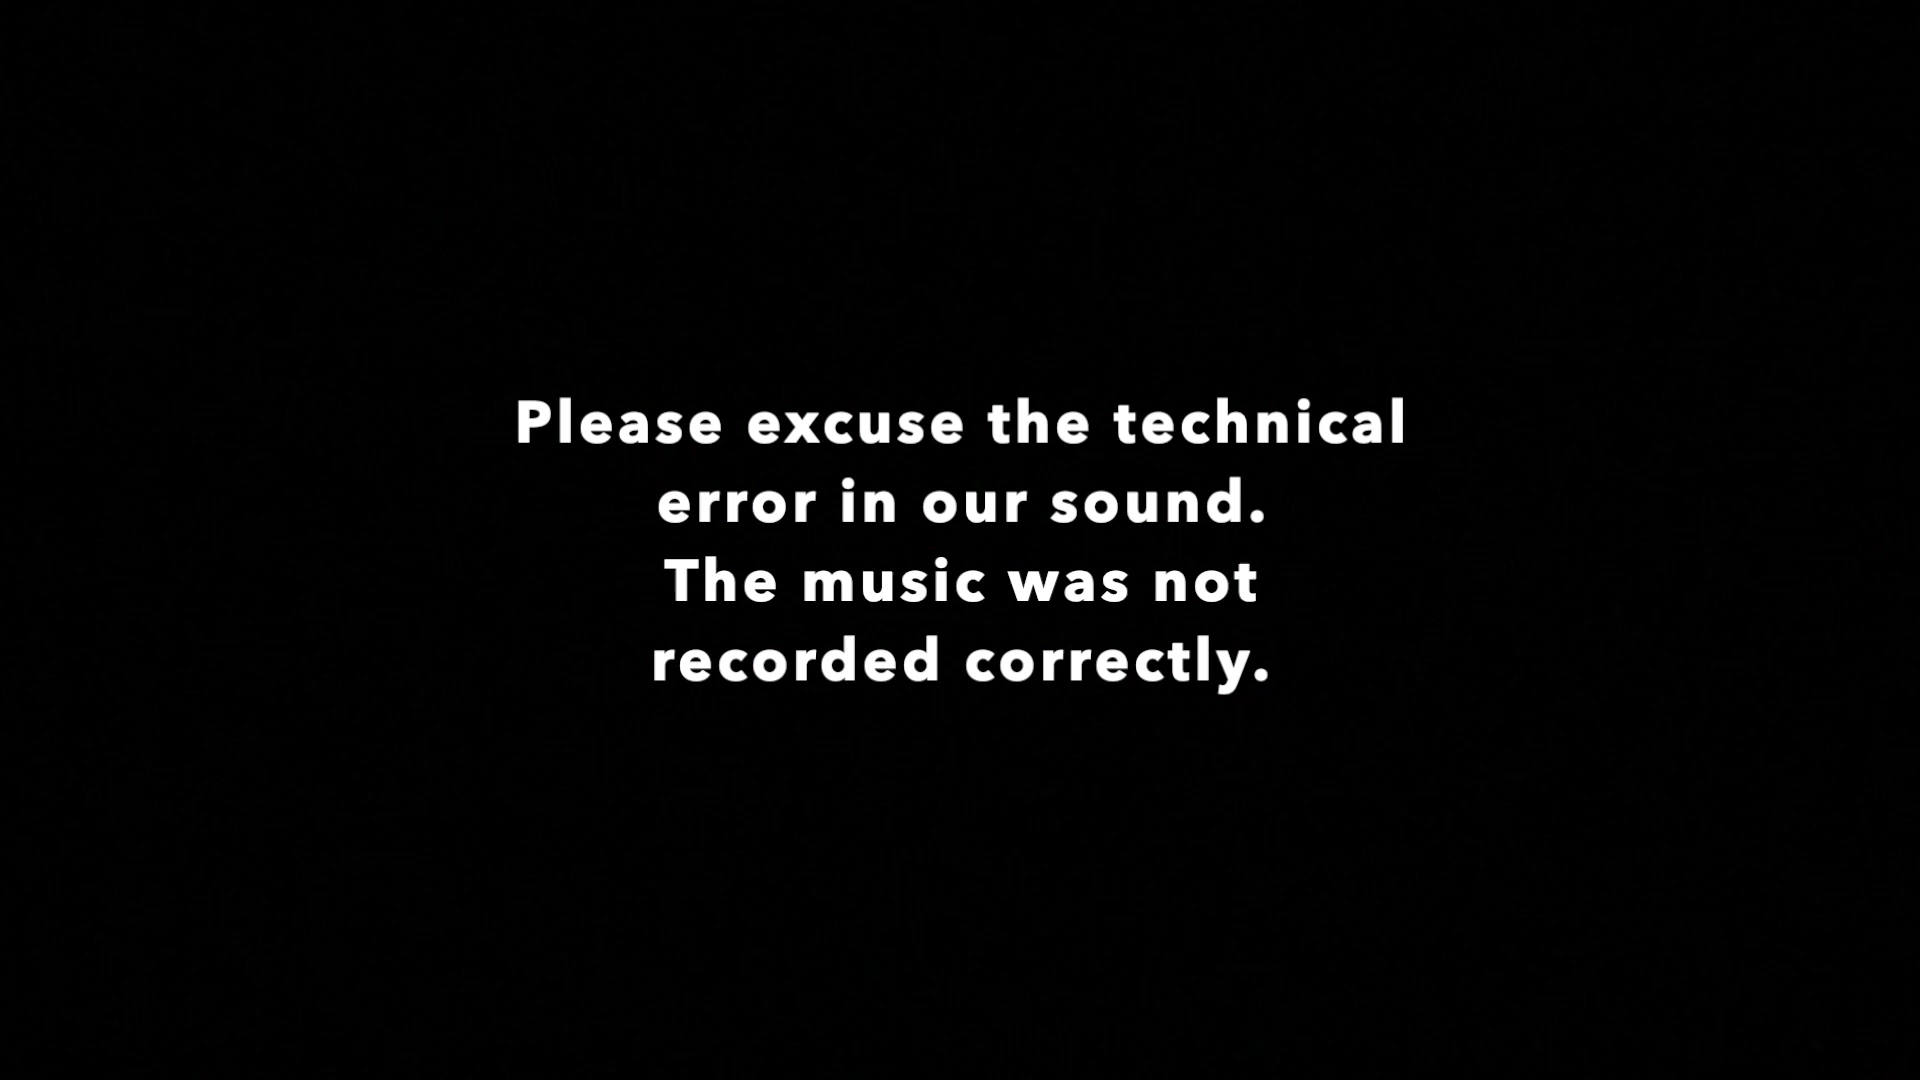 Please excuse the technical
error in our sound.
The music was not
recorded correctly.